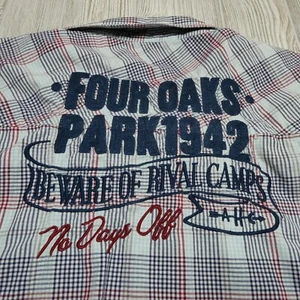 ·FOUR OAKS·
PARK 1942
BEWARE OF RIVAL CAMPS
No Days Off